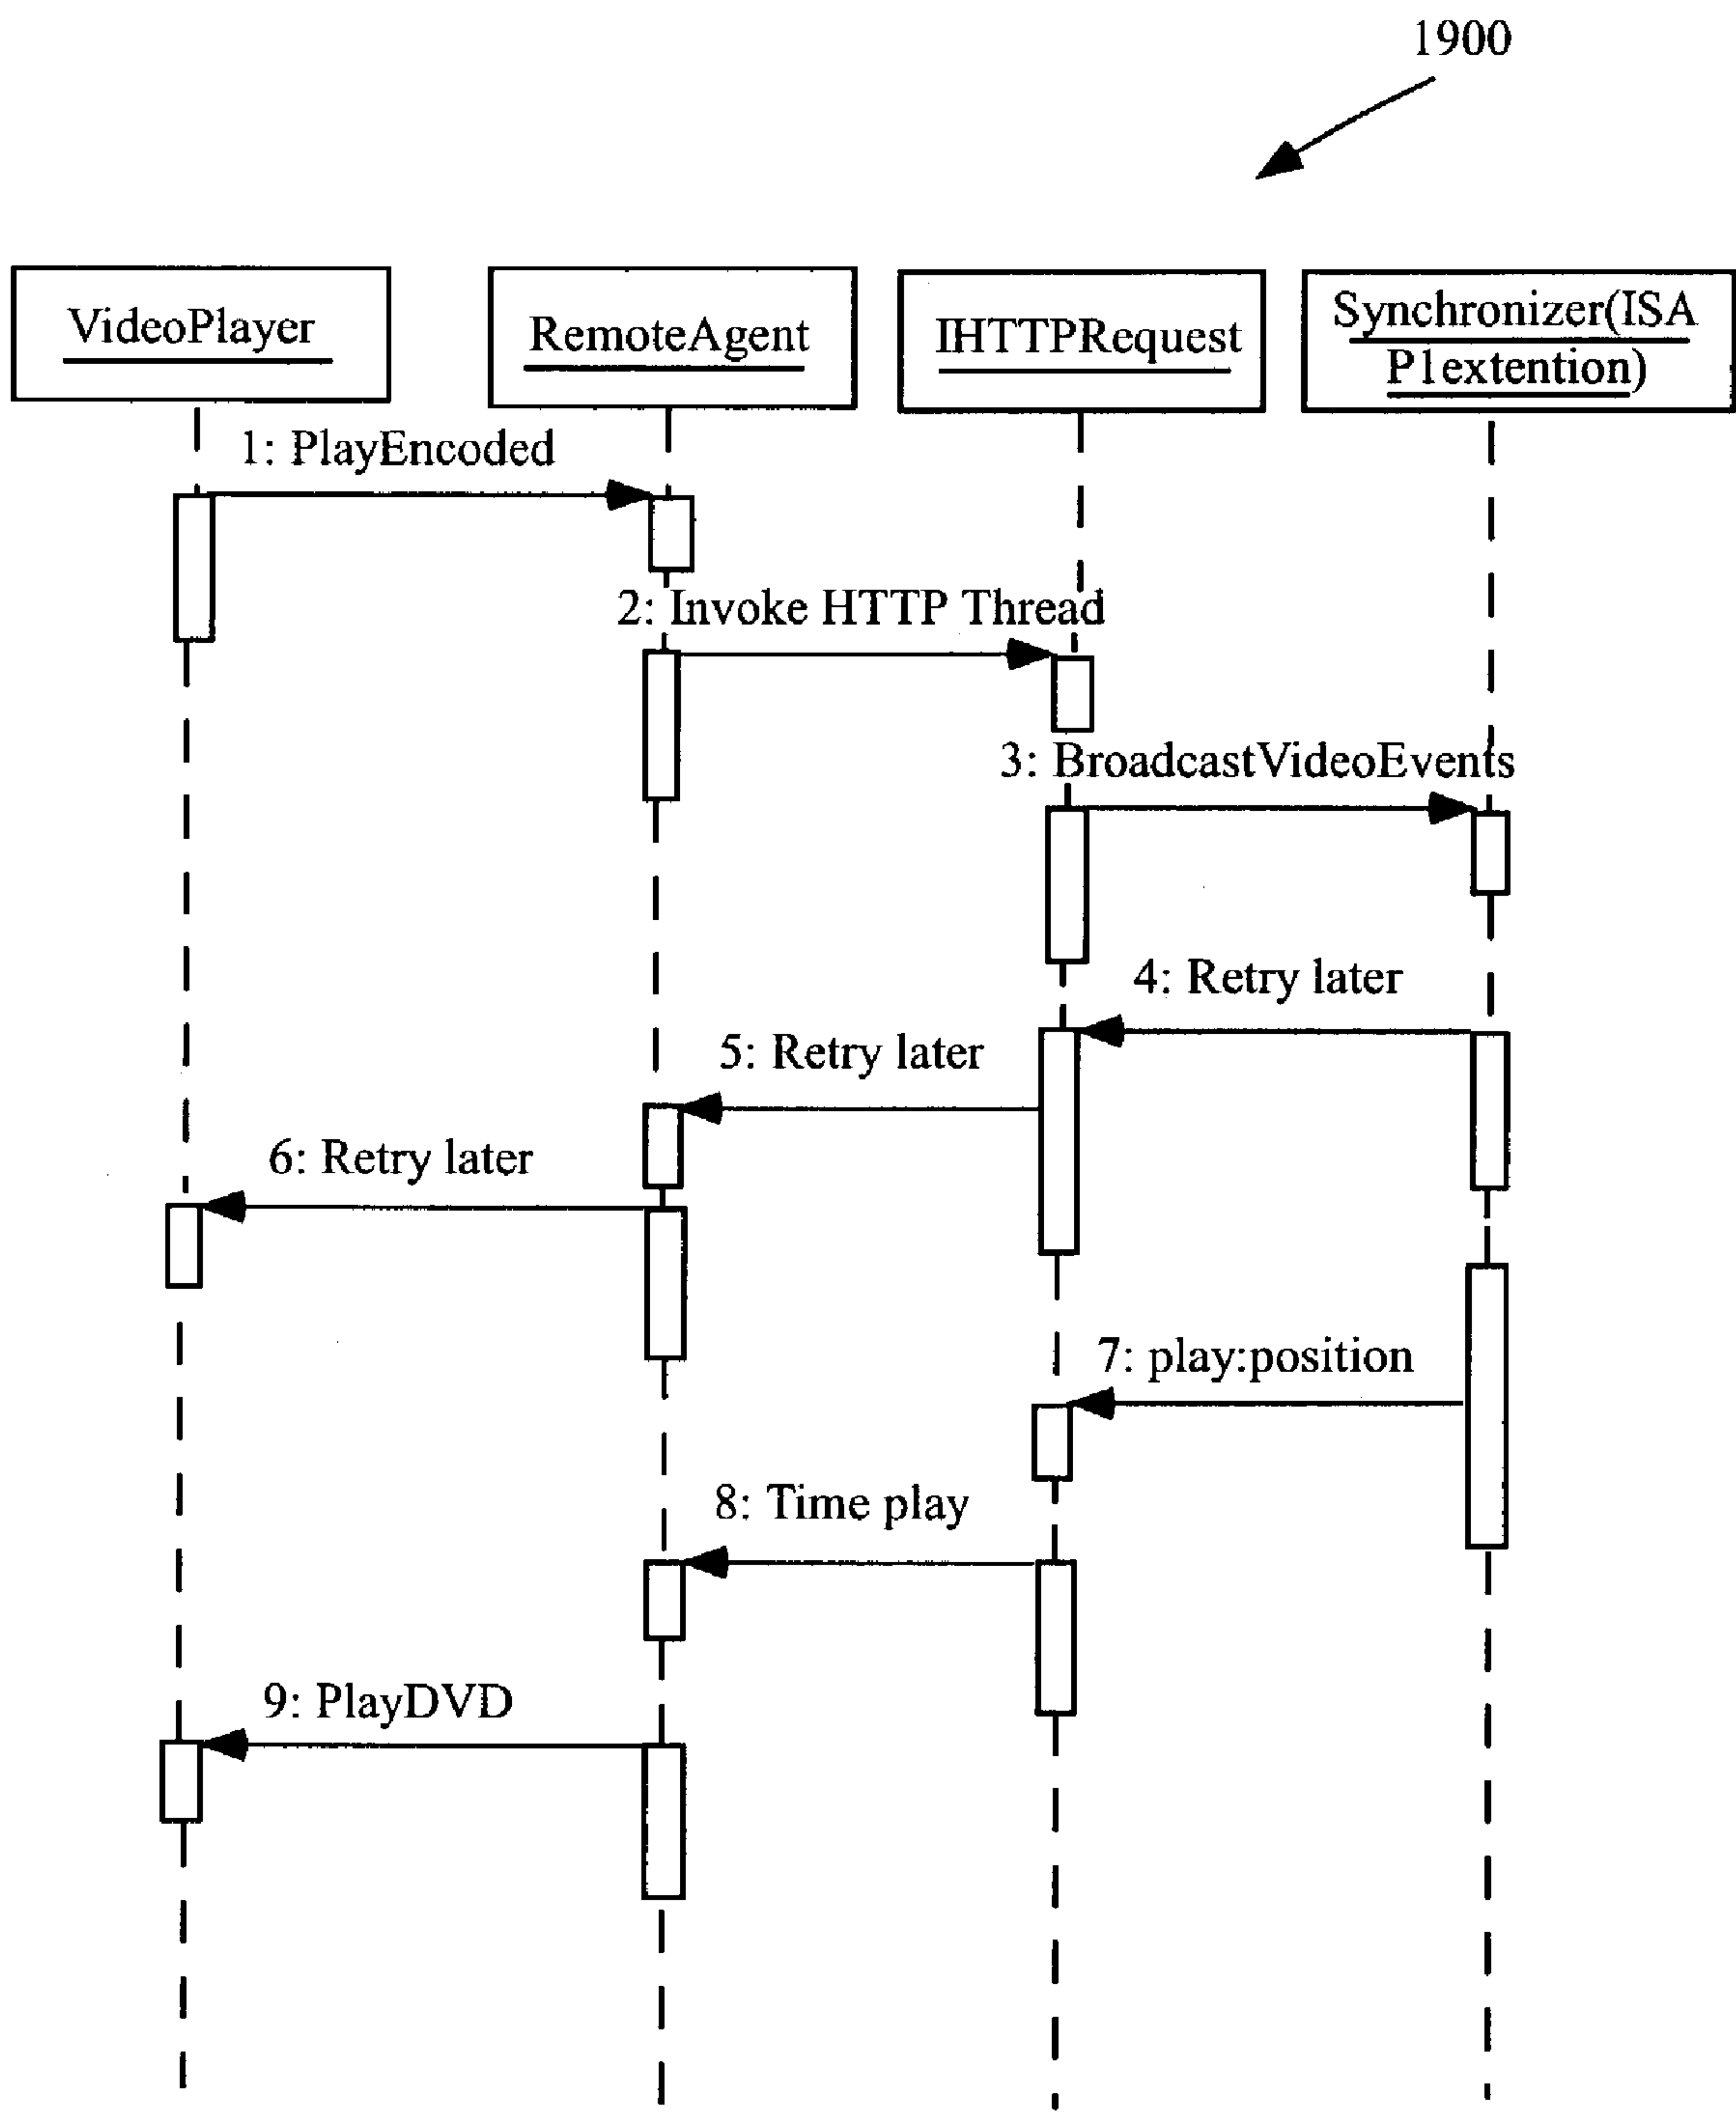 1900
VideoPlayer
RemoteAgent
IHTTPRequest
Synchronizer(ISA
P1extention)
1: PlayEncoded
2: Invoke HTTP Thread
3: BroadcastVideoEvents
4: Retry later
5: Retry later
6: Retry later
7: play:position
8: Time play
9: PlayDVD